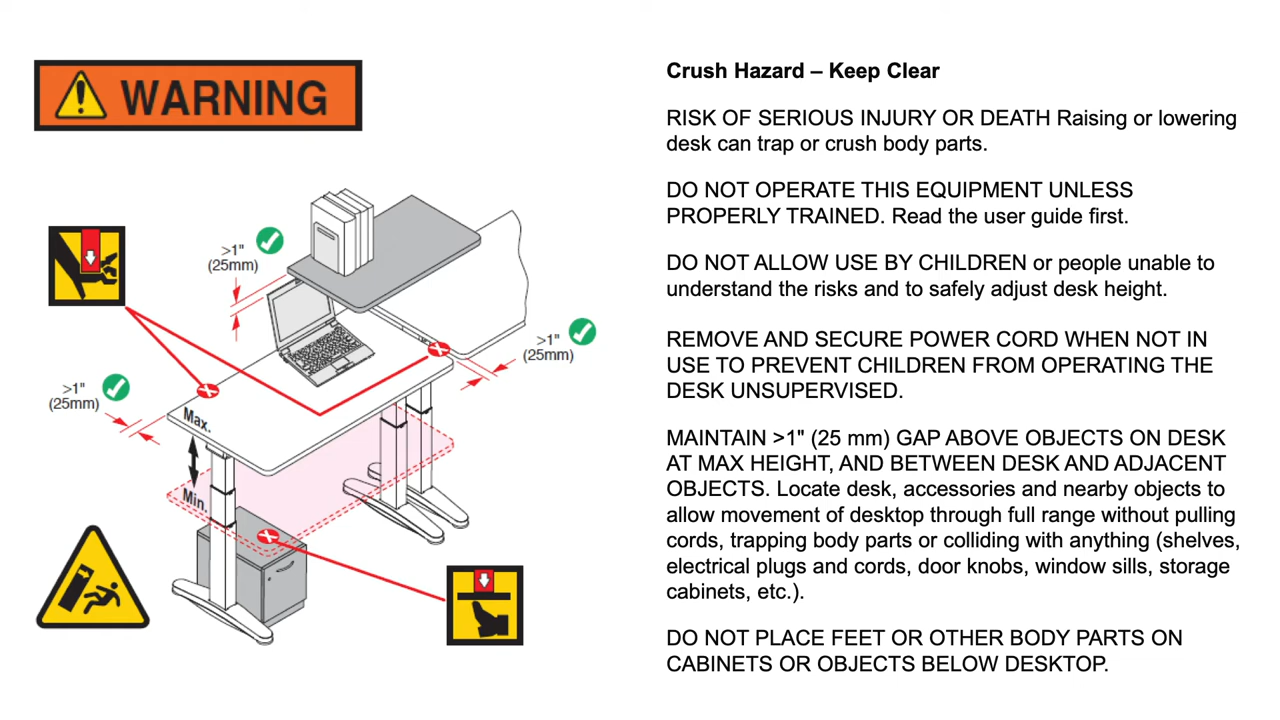 WARNING
>1"
(25mm)
>1"
(25mm)
>1"
(25mm)
Max.
Min.
Crush Hazard – Keep Clear
RISK OF SERIOUS INJURY OR DEATH Raising or lowering
desk can trap or crush body parts.
DO NOT OPERATE THIS EQUIPMENT UNLESS
PROPERLY TRAINED. Read the user guide first.
DO NOT ALLOW USE BY CHILDREN or people unable to
understand the risks and to safely adjust desk height.
REMOVE AND SECURE POWER CORD WHEN NOT IN
USE TO PREVENT CHILDREN FROM OPERATING THE
DESK UNSUPERVISED.
MAINTAIN >1" (25 mm) GAP ABOVE OBJECTS ON DESK
AT MAX HEIGHT, AND BETWEEN DESK AND ADJACENT
OBJECTS. Locate desk, accessories and nearby objects to
allow movement of desktop through full range without pulling
cords, trapping body parts or colliding with anything (shelves,
electrical plugs and cords, door knobs, window sills, storage
cabinets, etc.).
DO NOT PLACE FEET OR OTHER BODY PARTS ON
CABINETS OR OBJECTS BELOW DESKTOP.